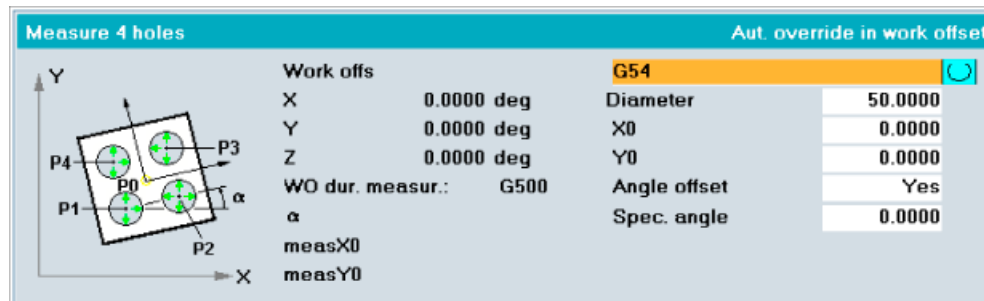 Measure 4 holes Aut. override in work offset
Y
P4
P3
P0
P1
α
P2
X
Work offs G54
X 0.0000 deg Diameter 50.0000
Y 0.0000 deg X0 0.0000
Z 0.0000 deg Y0 0.0000
WO dur. measur.: G500 Angle offset Yes
α Spec. angle 0.0000
measX0
measY0